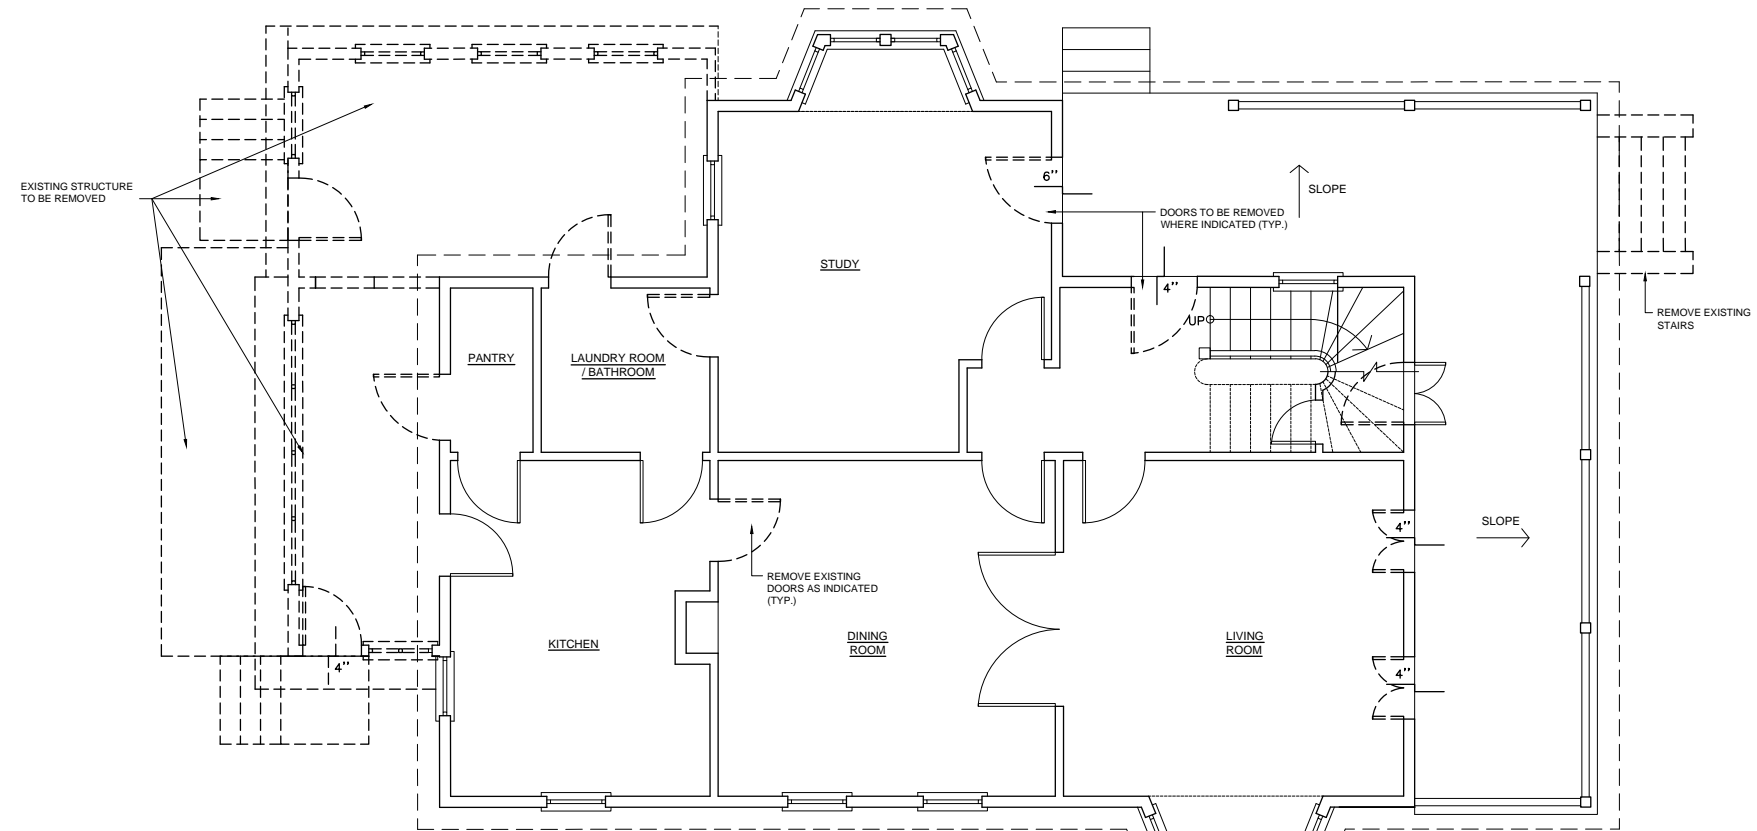 EXISTING STRUCTURE
TO BE REMOVED
6''
SLOPE
DOORS TO BE REMOVED
WHERE INDICATED (TYP.)
STUDY
4''
UP
REMOVE EXISTING
STAIRS
PANTRY
LAUNDRY ROOM
/ BATHROOM
4''
SLOPE
REMOVE EXISTING
DOORS AS INDICATED
(TYP.)
KITCHEN
DINING
ROOM
LIVING
ROOM
4''
4''